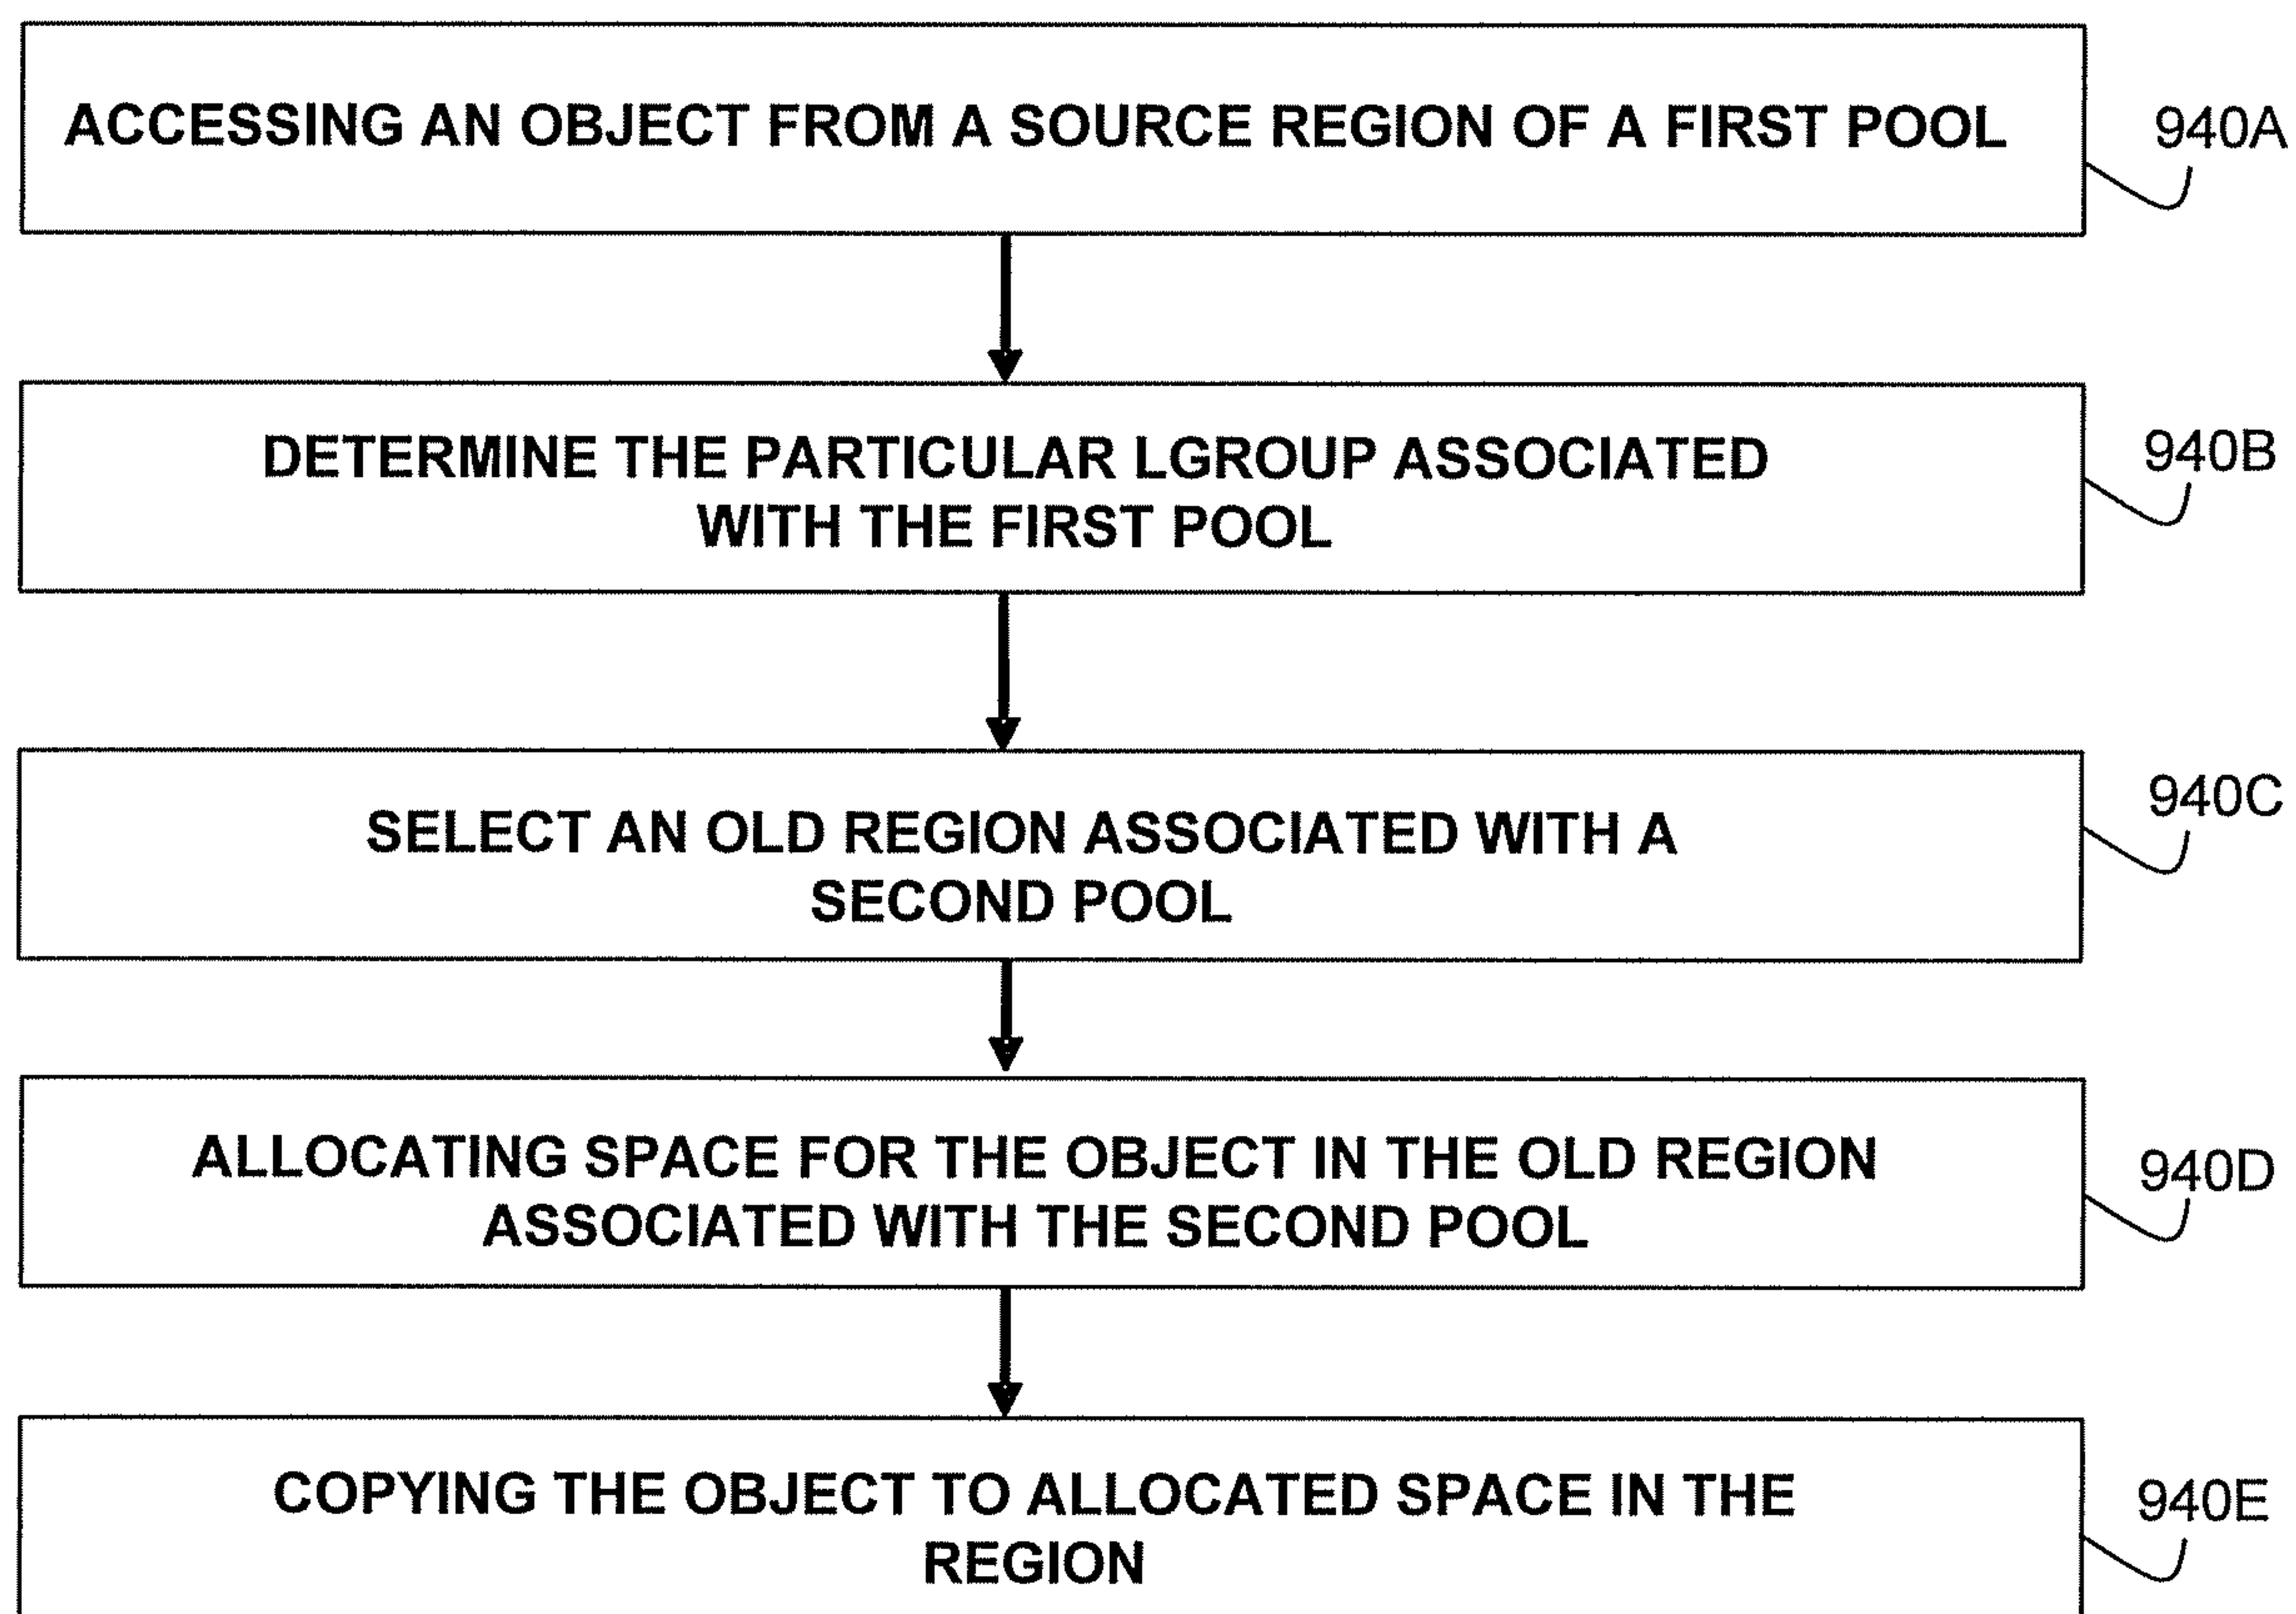 ACCESSING AN OBJECT FROM A SOURCE REGION OF A FIRST POOL
940A
DETERMINE THE PARTICULAR LGROUP ASSOCIATED
WITH THE FIRST POOL
940B
SELECT AN OLD REGION ASSOCIATED WITH A
SECOND POOL
940C
ALLOCATING SPACE FOR THE OBJECT IN THE OLD REGION
ASSOCIATED WITH THE SECOND POOL
940D
COPYING THE OBJECT TO ALLOCATED SPACE IN THE
REGION
940E